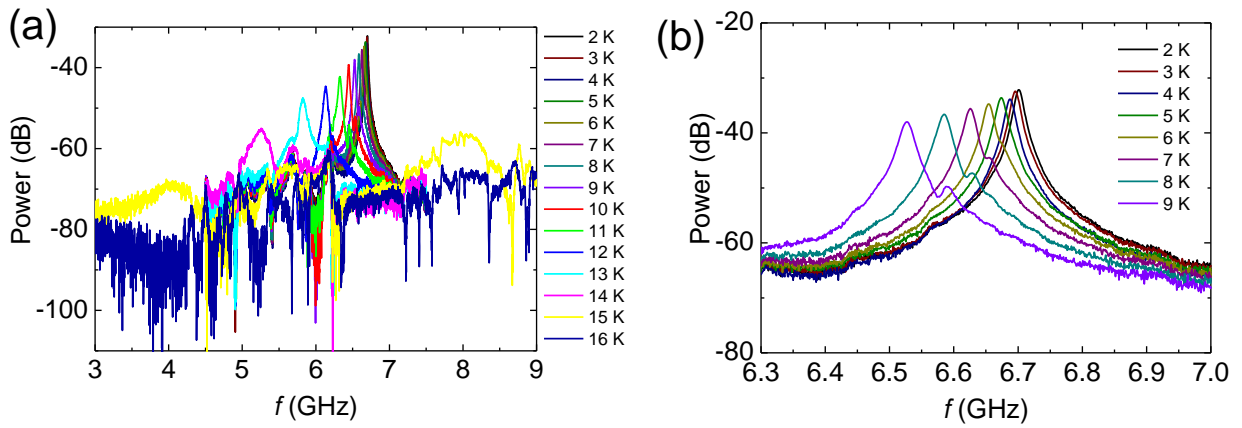 (a)
Power (dB)
-40
-60
-80
-100
3 4 5 6 7 8 9
f (GHz)
2 K
3 K
4 K
5 K
6 K
7 K
8 K
9 K
10 K
11 K
12 K
13 K
14 K
15 K
16 K
(b)
Power (dB)
-20
-40
-60
-80
6.3 6.4 6.5 6.6 6.7 6.8 6.9 7.0
f (GHz)
2 K
3 K
4 K
5 K
6 K
7 K
8 K
9 K